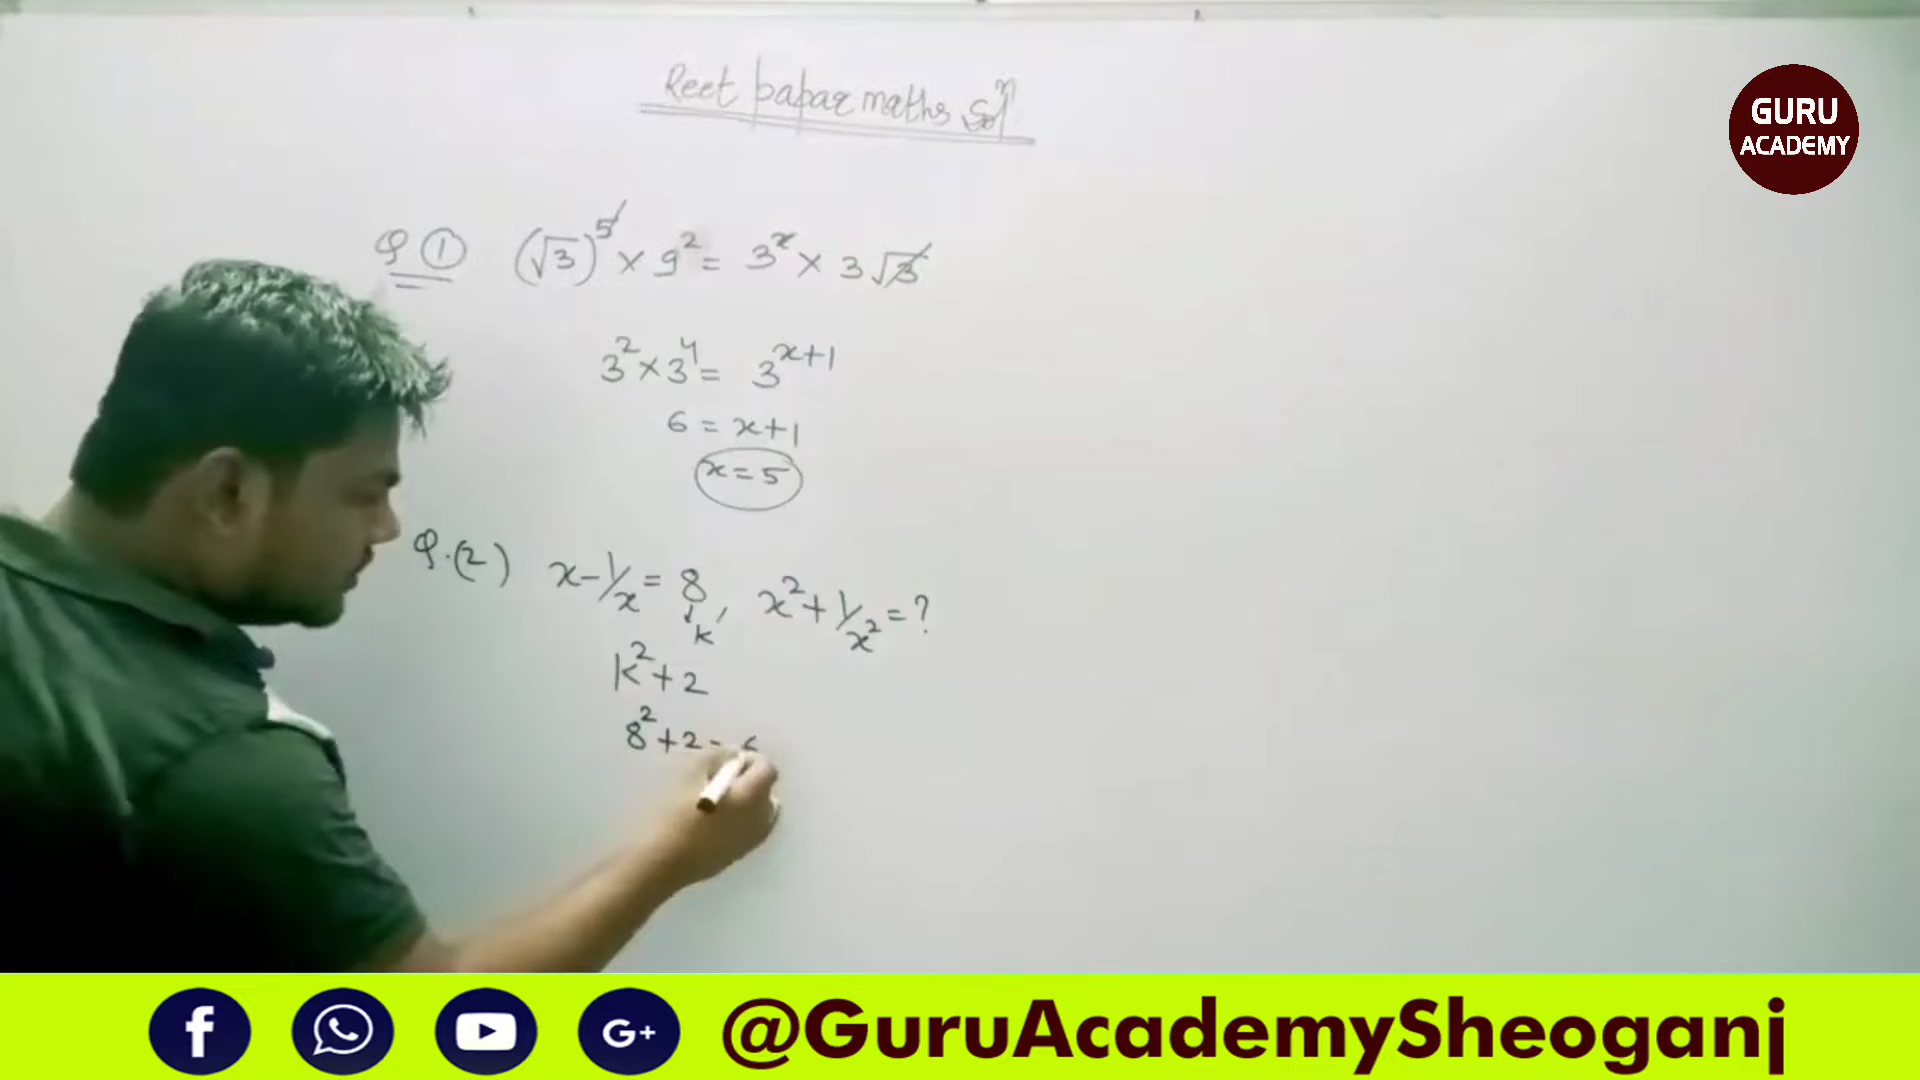 Reet papar maths Solⁿ
GURU
ACADEMY
Q ① (√3)⁵ × 9² = 3ˣ × 3√3
3² × 3⁴ = 3ˣ⁺¹
6 = x+1
x = 5
Q.(2) x - 1/x = 8, x² + 1/x² = ?
k
k² + 2
8² + 2 =
f
G+
@GuruAcademySheoganj